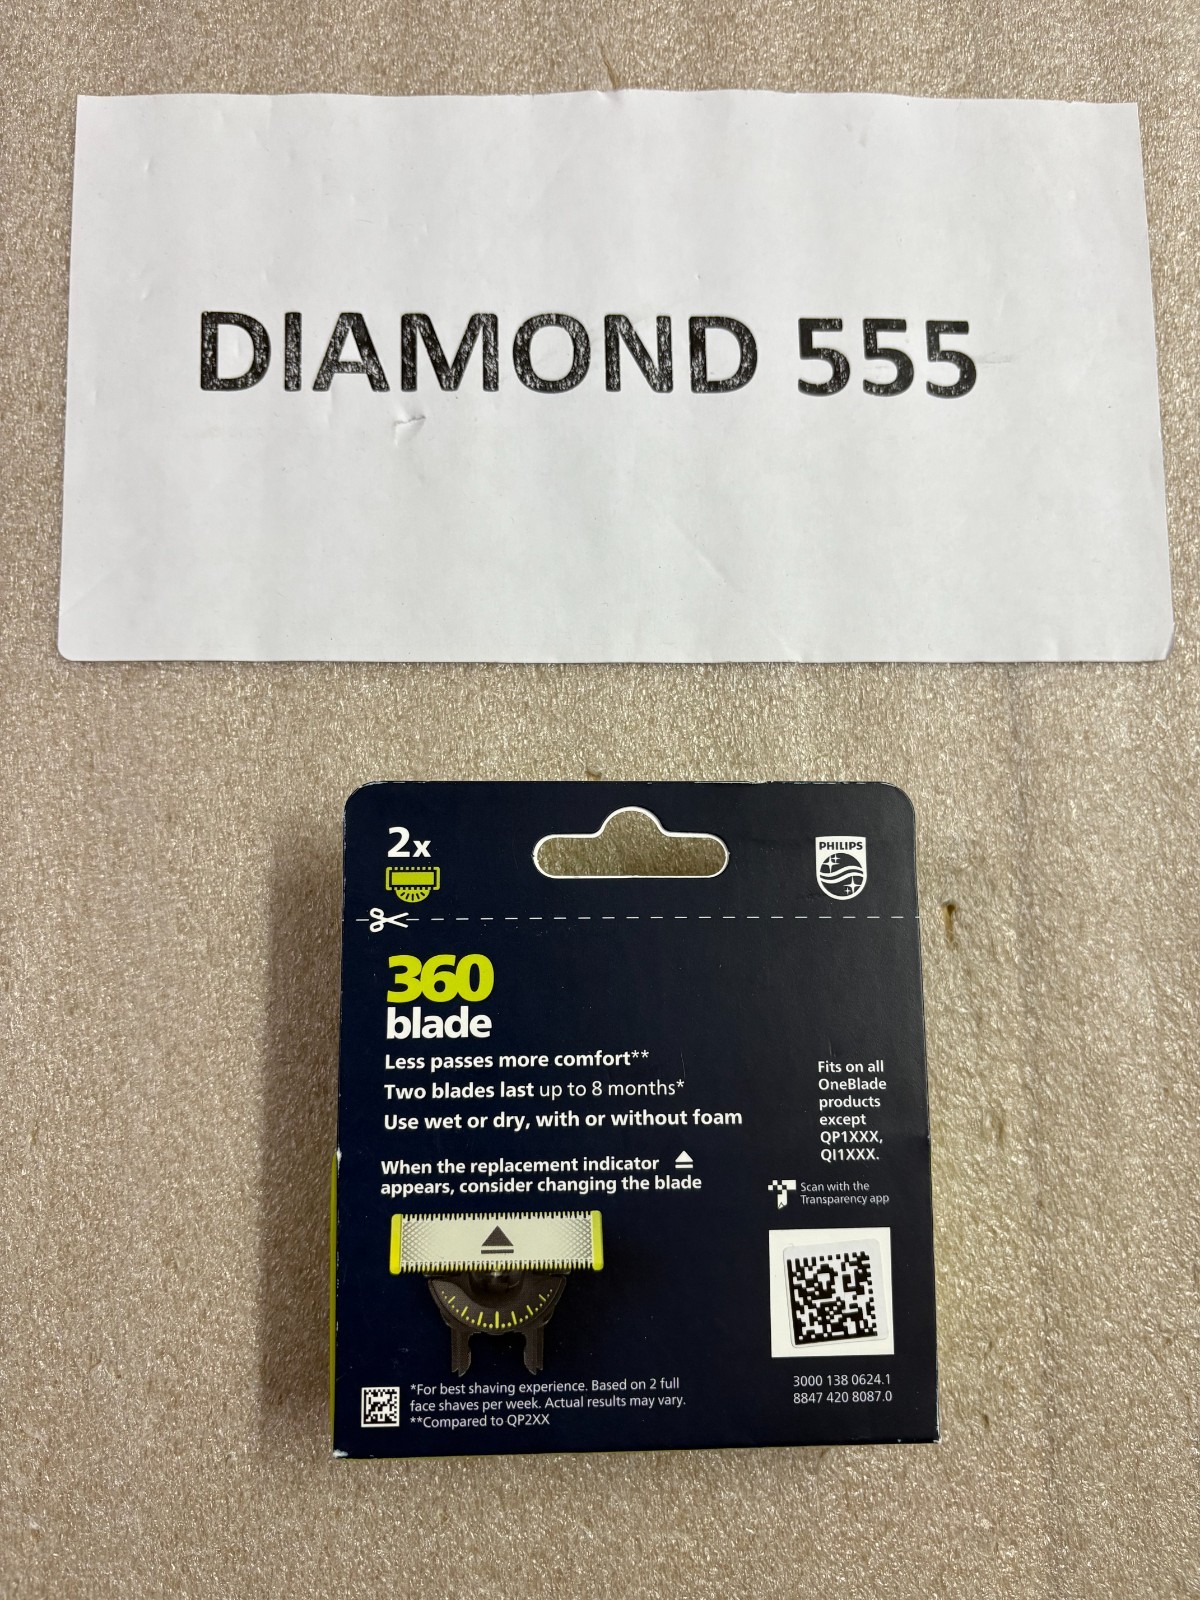 DIAMOND 555
2x
PHILIPS
360
blade
Less passes more comfort**
Two blades last up to 8 months*
Use wet or dry, with or without foam
When the replacement indicator
appears, consider changing the blade
Fits on all
OneBlade
products
except
QP1XXX,
QI1XXX.
Scan with the
Transparency app
*For best shaving experience. Based on 2 full
face shaves per week. Actual results may vary.
**Compared to QP2XX
3000 138 0624.1
8847 420 8087.0